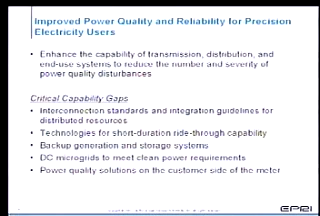 Improved Power Quality and Reliability for Precision
Electricity Users
• Enhance the capability of transmission, distribution, and
end-use systems to reduce the number and severity of
power quality disturbances
Critical Capability Gaps
• Interconnection standards and integration guidelines for
distributed resources
• Technologies for short-duration ride-through capability
• Backup generation and storage systems
• DC microgrids to meet clean power requirements
• Power quality solutions on the customer side of the meter
EPRI